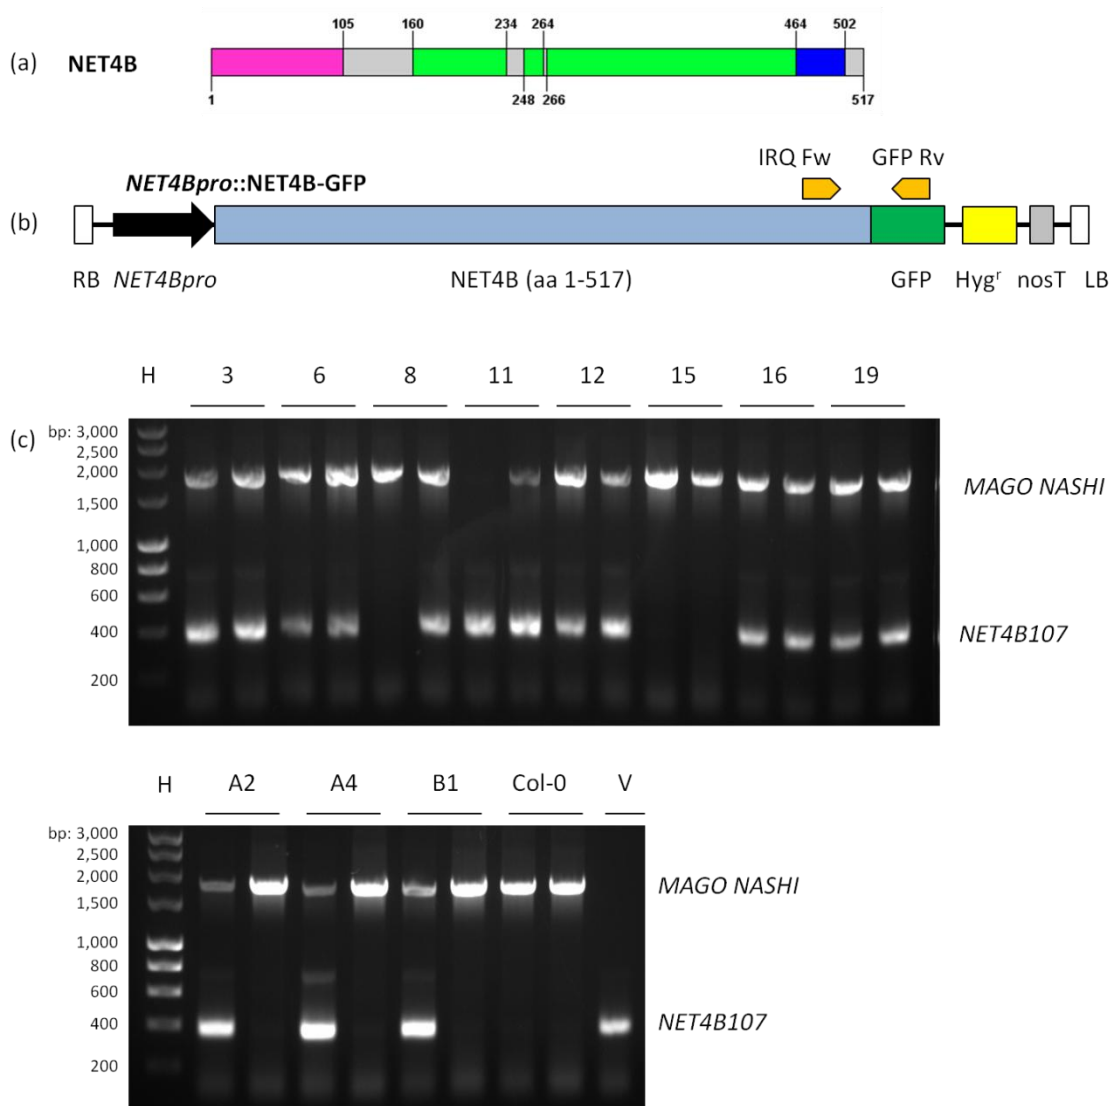 105 160 234 264 464 502
(a) NET4B
1 248 266 517
IRQ Fw GFP Rv
NET4Bpro::NET4B-GFP
(b)
RB NET4Bpro NET4B (aa 1-517) GFP Hygʳ nosT LB
H 3 6 8 11 12 15 16 19
(c) bp: 3,000
2,500
2,000
MAGO NASHI
1,500
1,000
800
600
400
NET4B107
200
H A2 A4 B1 Col-0 V
bp: 3,000
2,500
2,000
MAGO NASHI
1,500
1,000
800
600
400
NET4B107
200